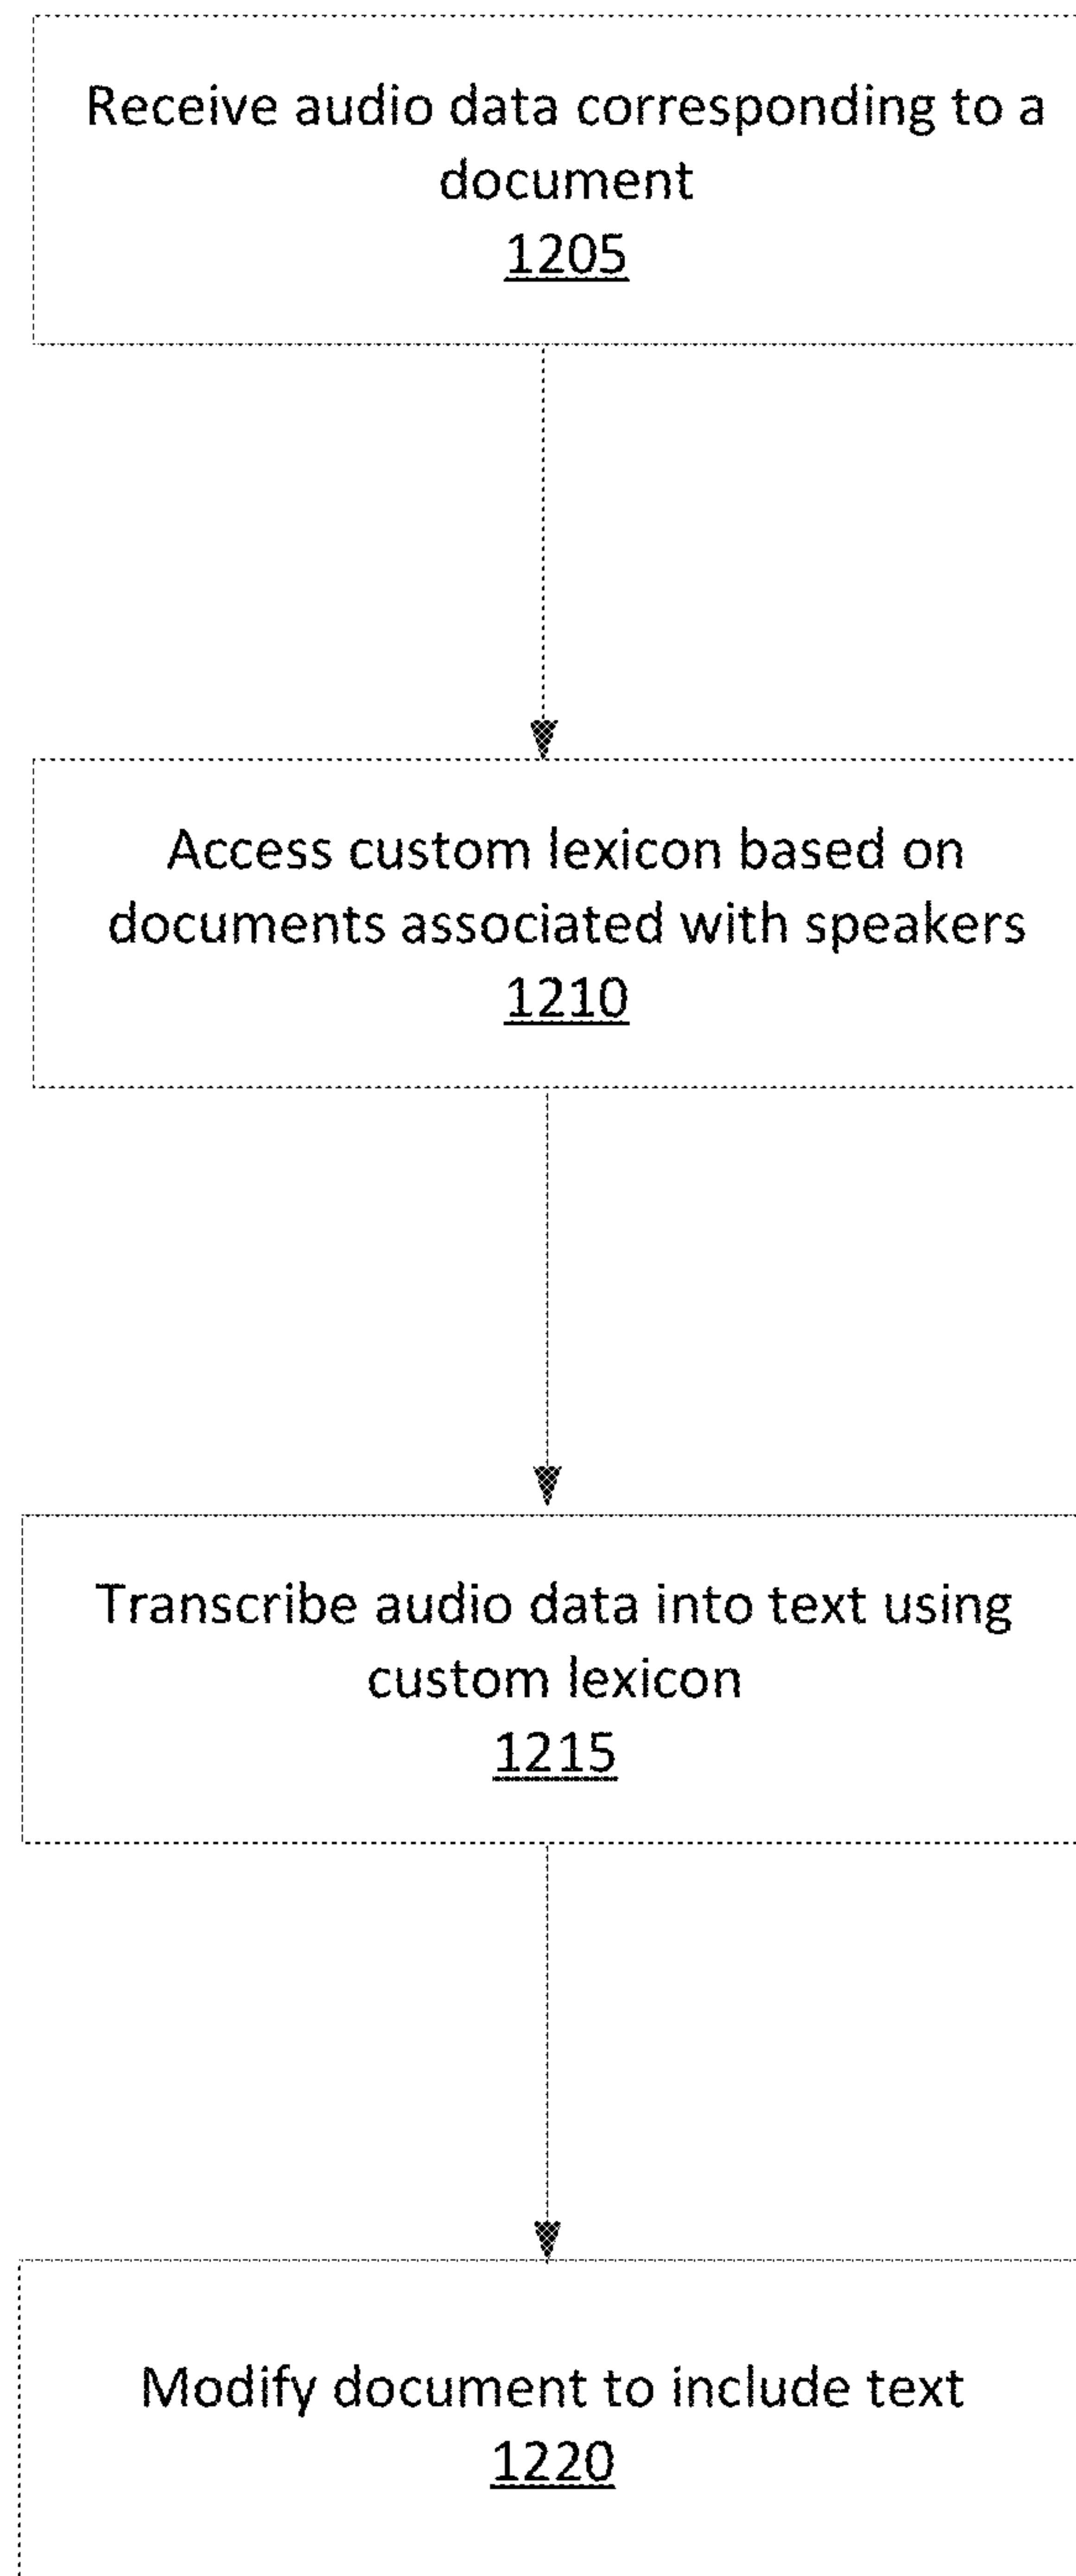 Receive audio data corresponding to a
document
1205
Access custom lexicon based on
documents associated with speakers
1210
Transcribe audio data into text using
custom lexicon
1215
Modify document to include text
1220